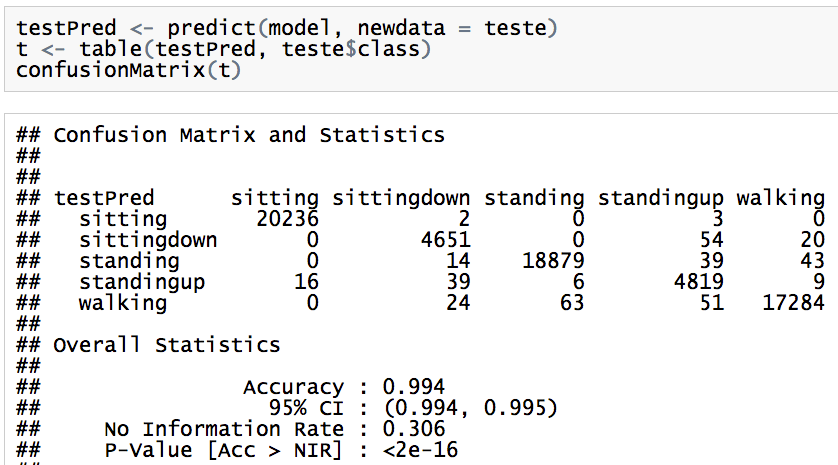 testPred <- predict(model, newdata = teste)
t <- table(testPred, teste$class)
confusionMatrix(t)
## Confusion Matrix and Statistics
##
##
## testPred      sitting sittingdown standing standingup walking
##   sitting       20236           2        0          3       0
##   sittingdown       0        4651        0         54      20
##   standing          0          14    18879         39      43
##   standingup       16          39        6       4819       9
##   walking           0          24       63         51   17284
##
## Overall Statistics
##
##                Accuracy : 0.994
##                  95% CI : (0.994, 0.995)
##     No Information Rate : 0.306
##     P-Value [Acc > NIR] : <2e-16